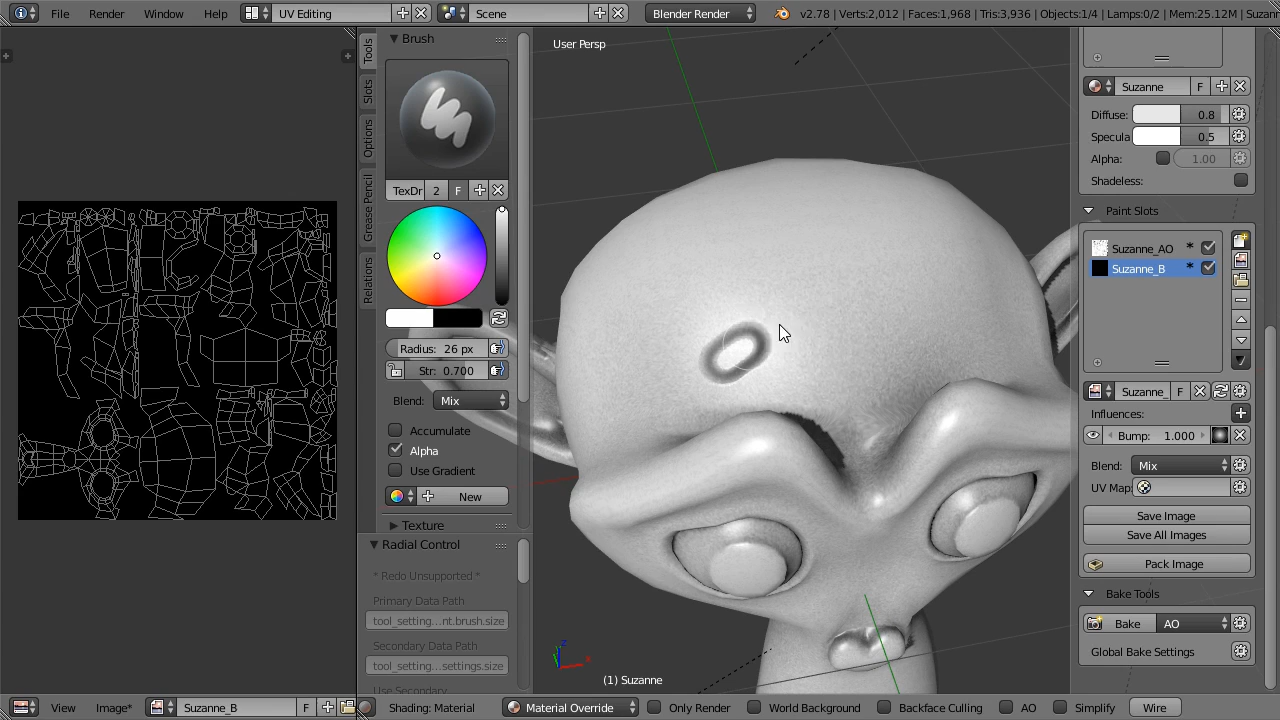 File Render Window Help UV Editing Scene Blender Render v2.78 | Verts:2,012 | Faces:1,968 | Tris:3,936 | Objects:1/4 | Lamps:0/2 | Mem:25.12M | Suzann
Tools
Slots
Options
Grease Pencil
Relations
Brush
TexDr 2 F
Radius: 26 px
Str: 0.700
Blend: Mix
Accumulate
Alpha
Use Gradient
New
Texture
Radial Control
* Redo Unsupported *
Primary Data Path
tool_setting...nt.brush.size
Secondary Data Path
tool_setting...settings.size
Use Secondary
User Persp
(1) Suzanne
Suzanne F
Diffuse: 0.8
Specula 0.5
Alpha: 1.00
Shadeless:
Paint Slots
Suzanne_AO *
Suzanne_B *
Suzanne_ F
Influences:
Bump: 1.000
Blend: Mix
UV Map:
Save Image
Save All Images
Pack Image
Bake Tools
Bake AO
Global Bake Settings
View Image* Suzanne_B F Shading: Material Material Override Only Render World Background Backface Culling AO Simplify Wire